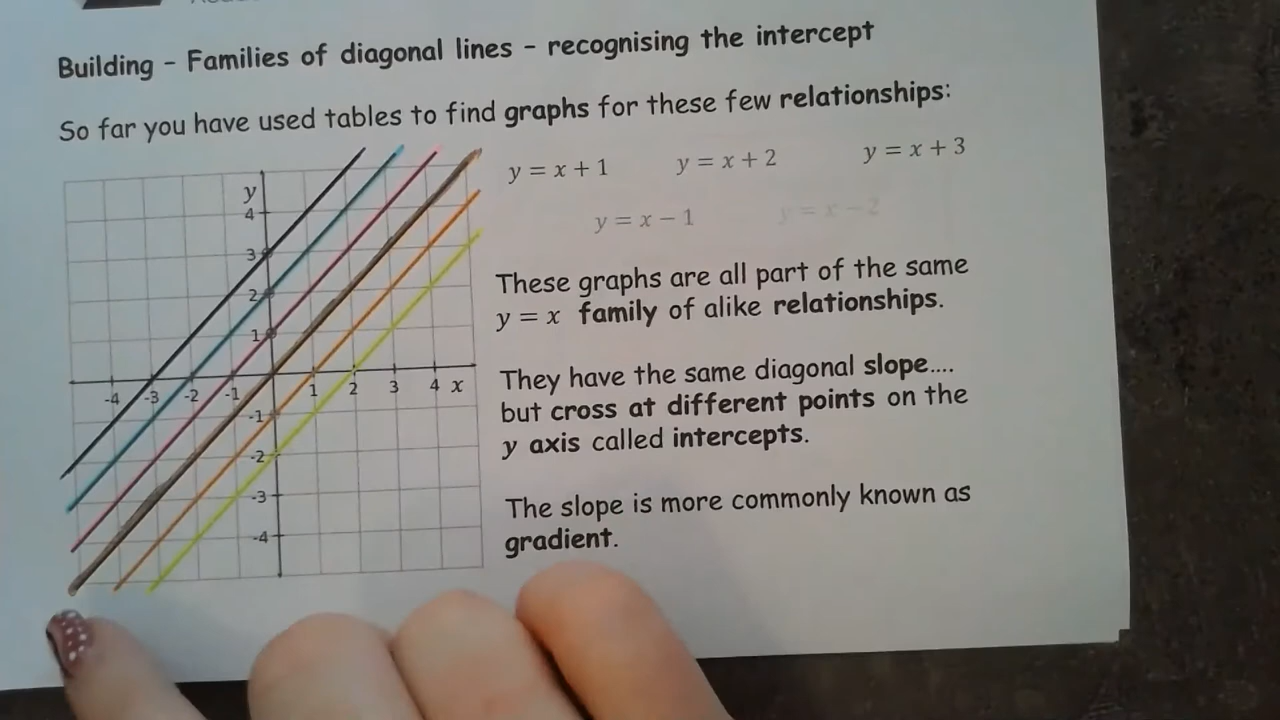 Building - Families of diagonal lines - recognising the intercept
So far you have used tables to find graphs for these few relationships:
y = x + 1 y = x + 2 y = x + 3
y = x − 1 y = x − 2
These graphs are all part of the same
y = x family of alike relationships.
They have the same diagonal slope....
but cross at different points on the
y axis called intercepts.
The slope is more commonly known as
gradient.
y
4
3
2
1
-4 -3 -2 -1 1 2 3 4 x
-1
-2
-3
-4